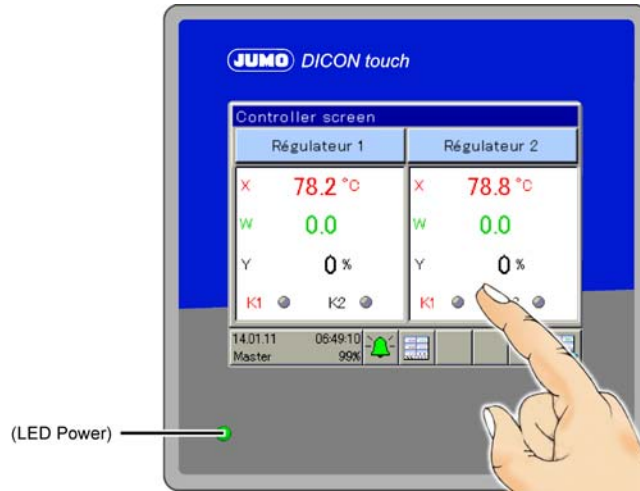 JUMO DICON touch
Controller screen
Régulateur 1 Régulateur 2
X 78.2 °C X 78.8 °C
W 0.0 W 0.0
Y 0 % Y 0 %
K1 K2 K1 2
14.01.11 06:49:10
Master 99%
(LED Power)